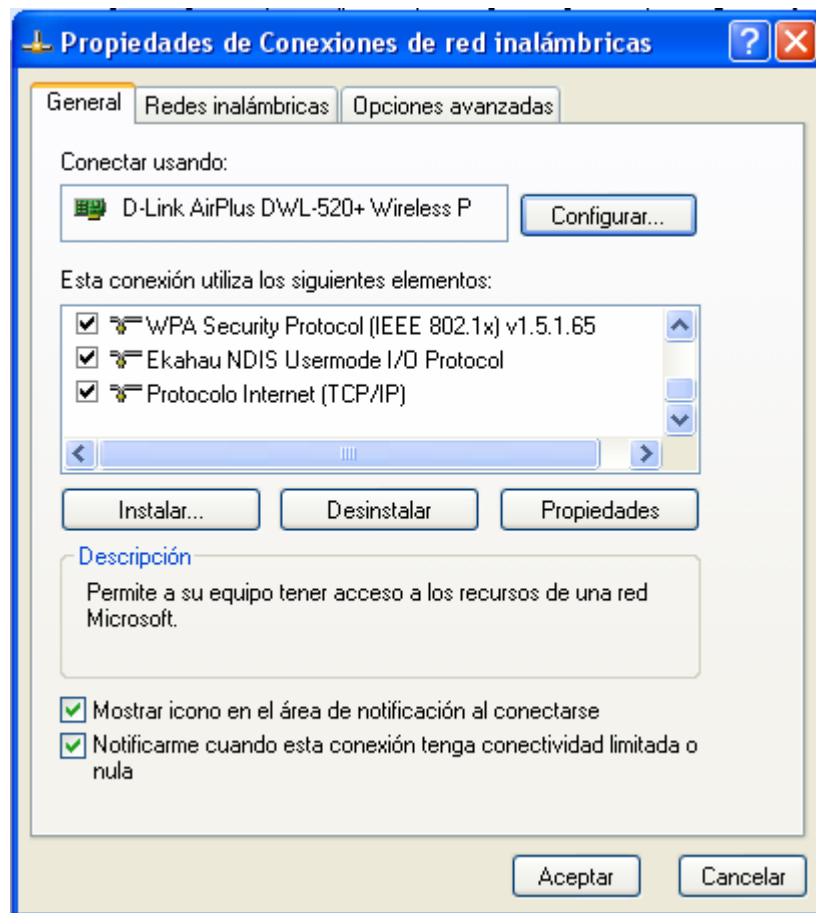 Propiedades de Conexiones de red inalámbricas
General
Redes inalámbricas
Opciones avanzadas
Conectar usando:
D-Link AirPlus DWL-520+ Wireless P
Configurar...
Esta conexión utiliza los siguientes elementos:
WPA Security Protocol (IEEE 802.1x) v1.5.1.65
Ekahau NDIS Usermode I/O Protocol
Protocolo Internet (TCP/IP)
Instalar...
Desinstalar
Propiedades
Descripción
Permite a su equipo tener acceso a los recursos de una red
Microsoft.
Mostrar icono en el área de notificación al conectarse
Notificarme cuando esta conexión tenga conectividad limitada o
nula
Aceptar
Cancelar